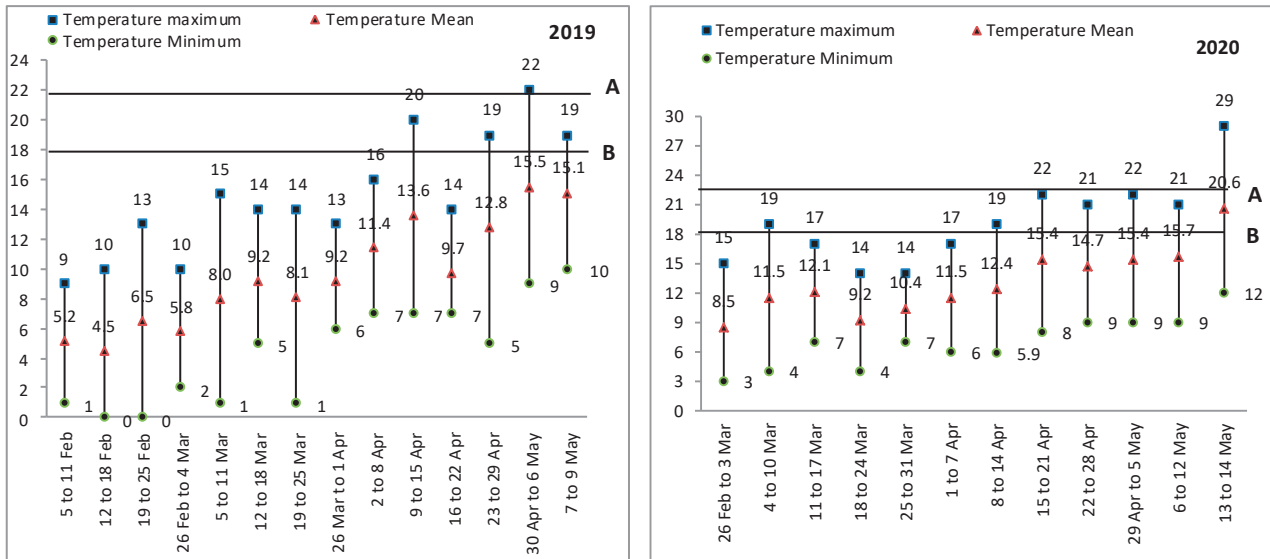 Temperature maximum
Temperature Mean
Temperature Minimum
2019
24
22
20
18
16
14
12
10
8
6
4
2
0
A
B
9
10
13
10
15
14
14
13
16
20
14
19
22
19
5.2
4.5
6.5
5.8
8.0
9.2
8.1
9.2
11.4
13.6
9.7
12.8
15.5
15.1
1
0
0
2
1
5
1
6
7
7
7
5
9
10
5 to 11 Feb
12 to 18 Feb
19 to 25 Feb
26 Feb to 4 Mar
5 to 11 Mar
12 to 18 Mar
19 to 25 Mar
26 Mar to 1 Apr
2 to 8 Apr
9 to 15 Apr
16 to 22 Apr
23 to 29 Apr
30 Apr to 6 May
7 to 9 May
Temperature maximum
Temperature Mean
Temperature Minimum
2020
30
27
24
21
18
15
12
9
6
3
0
A
B
15
19
17
14
14
17
19
22
21
22
21
29
8.5
11.5
12.1
9.2
10.4
11.5
12.4
15.4
14.7
15.4
15.7
20.6
3
4
7
4
7
6
5.9
8
9
9
9
12
26 Feb to 3 Mar
4 to 10 Mar
11 to 17 Mar
18 to 24 Mar
25 to 31 Mar
1 to 7 Apr
8 to 14 Apr
15 to 21 Apr
22 to 28 Apr
29 Apr to 5 May
6 to 12 May
13 to 14 May